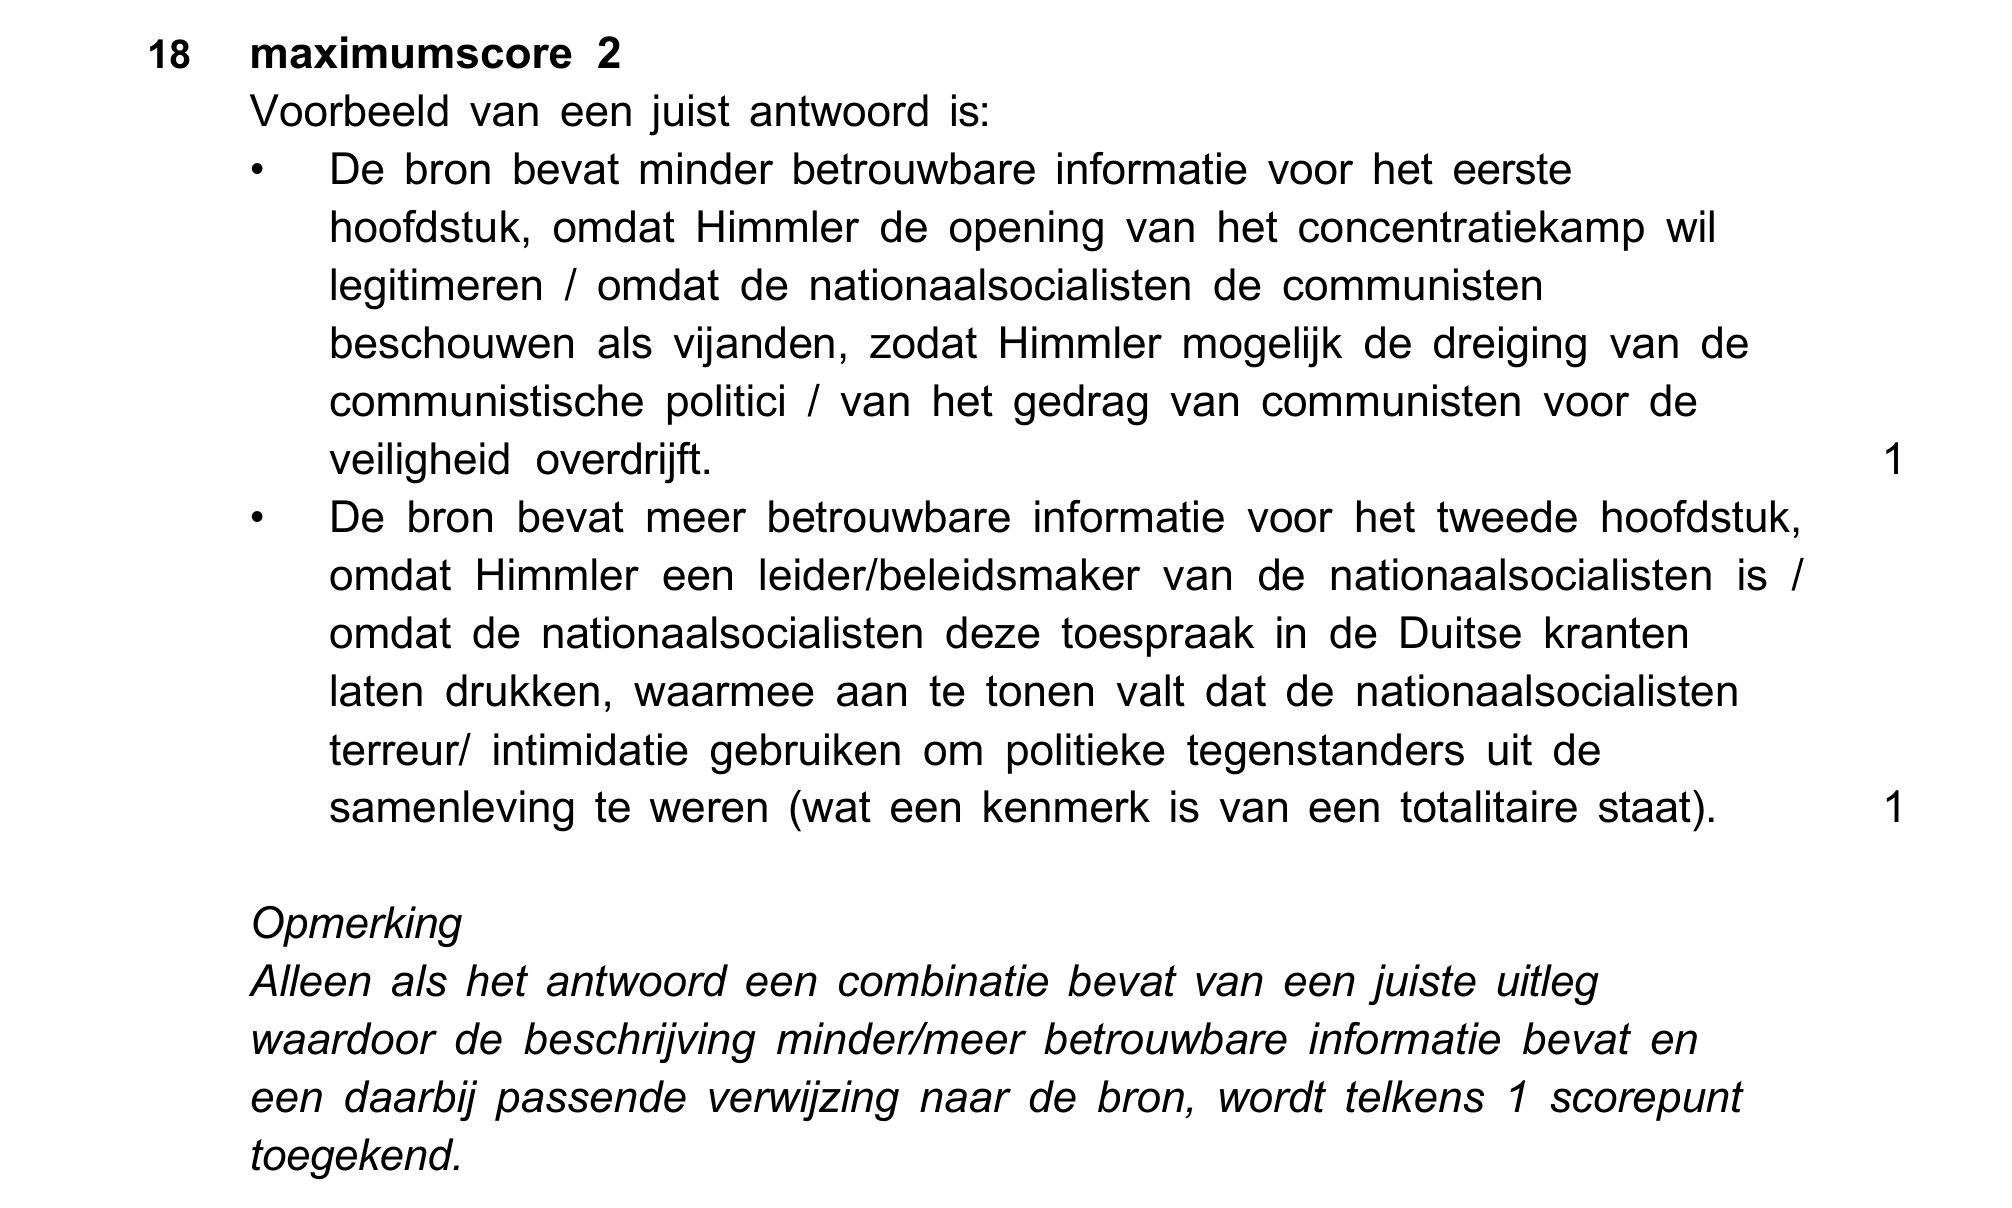 18 maximumscore 2
Voorbeeld van een juist antwoord is:
• De bron bevat minder betrouwbare informatie voor het eerste
hoofdstuk, omdat Himmler de opening van het concentratiekamp wil
legitimeren / omdat de nationaalsocialisten de communisten
beschouwen als vijanden, zodat Himmler mogelijk de dreiging van de
communistische politici / van het gedrag van communisten voor de
veiligheid overdrijft. 1
• De bron bevat meer betrouwbare informatie voor het tweede hoofdstuk,
omdat Himmler een leider/beleidsmaker van de nationaalsocialisten is /
omdat de nationaalsocialisten deze toespraak in de Duitse kranten
laten drukken, waarmee aan te tonen valt dat de nationaalsocialisten
terreur/ intimidatie gebruiken om politieke tegenstanders uit de
samenleving te weren (wat een kenmerk is van een totalitaire staat). 1
Opmerking
Alleen als het antwoord een combinatie bevat van een juiste uitleg
waardoor de beschrijving minder/meer betrouwbare informatie bevat en
een daarbij passende verwijzing naar de bron, wordt telkens 1 scorepunt
toegekend.